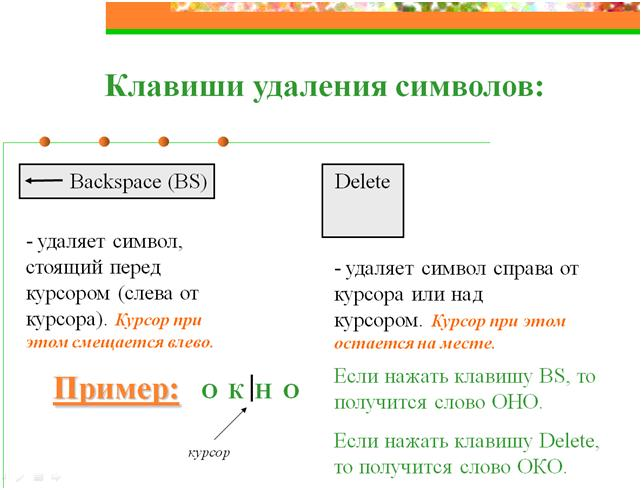 Клавиши удаления символов:
Backspace (BS)
- удаляет символ,
стоящий перед
курсором (слева от
курсора). Курсор при
этом смещается влево.
Delete
- удаляет символ справа от
курсора или над
курсором. Курсор при этом
остается на месте.
Пример: О К Н О
курсор
Если нажать клавишу BS, то
получится слово ОНО.
Если нажать клавишу Delete,
то получится слово ОКО.